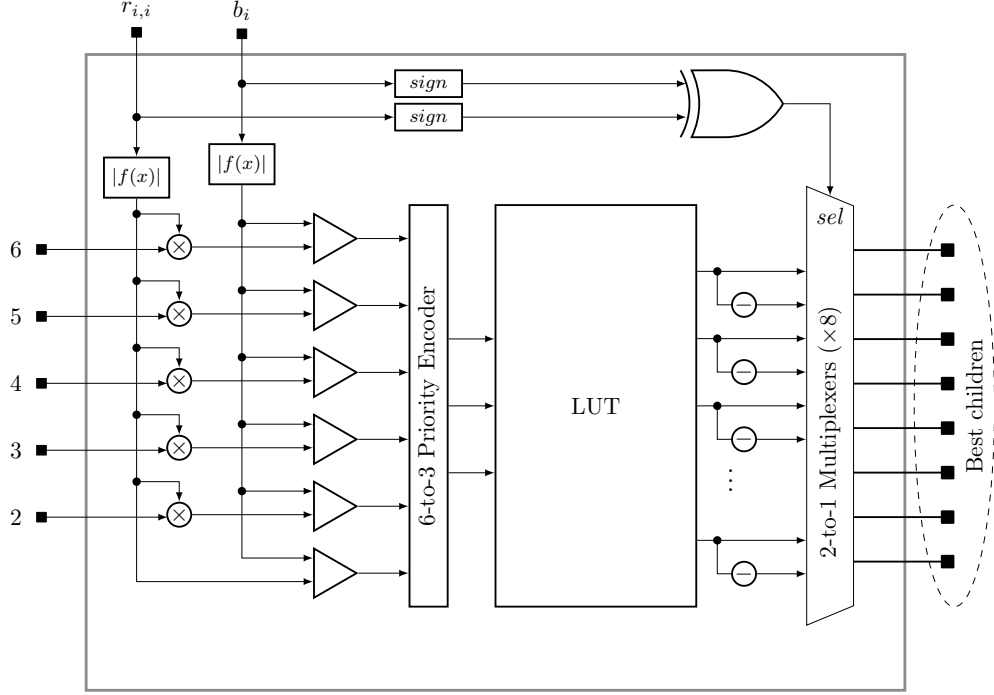 r_{i,i}
b_i
sign
sign
|f(x)|
|f(x)|
sel
6
5
4
3
2
×
×
×
×
×
6-to-3 Priority Encoder
LUT
−
−
−
⋮
−
2-to-1 Multiplexers (×8)
Best children